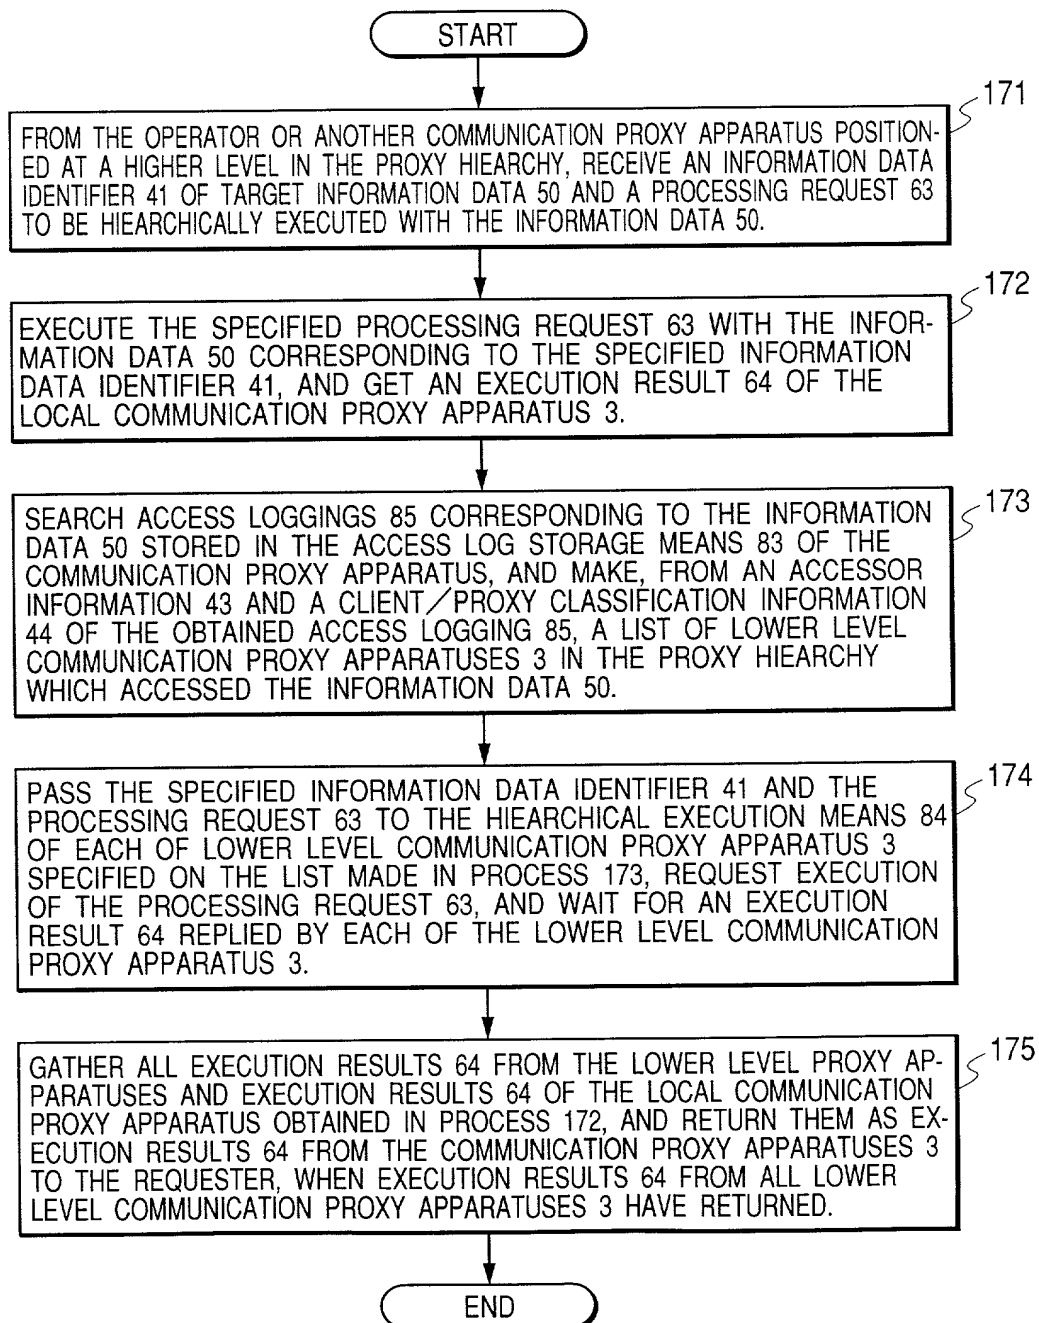 START
171
FROM THE OPERATOR OR ANOTHER COMMUNICATION PROXY APPARATUS POSITION-
ED AT A HIGHER LEVEL IN THE PROXY HIEARCHY, RECEIVE AN INFORMATION DATA
IDENTIFIER 41 OF TARGET INFORMATION DATA 50 AND A PROCESSING REQUEST 63
TO BE HIEARCHICALLY EXECUTED WITH THE INFORMATION DATA 50.
172
EXECUTE THE SPECIFIED PROCESSING REQUEST 63 WITH THE INFOR-
MATION DATA 50 CORRESPONDING TO THE SPECIFIED INFORMATION
DATA IDENTIFIER 41, AND GET AN EXECUTION RESULT 64 OF THE
LOCAL COMMUNICATION PROXY APPARATUS 3.
173
SEARCH ACCESS LOGGINGS 85 CORRESPONDING TO THE INFORMATION
DATA 50 STORED IN THE ACCESS LOG STORAGE MEANS 83 OF THE
COMMUNICATION PROXY APPARATUS, AND MAKE, FROM AN ACCESSOR
INFORMATION 43 AND A CLIENT/PROXY CLASSIFICATION INFORMATION
44 OF THE OBTAINED ACCESS LOGGING 85, A LIST OF LOWER LEVEL
COMMUNICATION PROXY APPARATUSES 3 IN THE PROXY HIEARCHY
WHICH ACCESSED THE INFORMATION DATA 50.
174
PASS THE SPECIFIED INFORMATION DATA IDENTIFIER 41 AND THE
PROCESSING REQUEST 63 TO THE HIEARCHICAL EXECUTION MEANS 84
OF EACH OF LOWER LEVEL COMMUNICATION PROXY APPARATUS 3
SPECIFIED ON THE LIST MADE IN PROCESS 173, REQUEST EXECUTION
OF THE PROCESSING REQUEST 63, AND WAIT FOR AN EXECUTION
RESULT 64 REPLIED BY EACH OF THE LOWER LEVEL COMMUNICATION
PROXY APPARATUS 3.
175
GATHER ALL EXECUTION RESULTS 64 FROM THE LOWER LEVEL PROXY AP-
PARATUSES AND EXECUTION RESULTS 64 OF THE LOCAL COMMUNICATION
PROXY APPARATUS OBTAINED IN PROCESS 172, AND RETURN THEM AS EX-
ECUTION RESULTS 64 FROM THE COMMUNICATION PROXY APPARATUSES 3
TO THE REQUESTER, WHEN EXECUTION RESULTS 64 FROM ALL LOWER
LEVEL COMMUNICATION PROXY APPARATUSES 3 HAVE RETURNED.
END